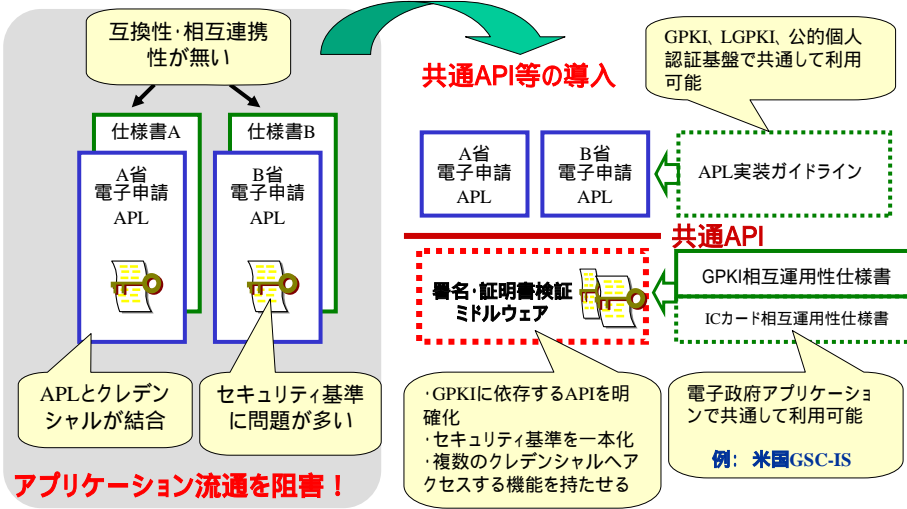 互換性・相互連携
性が無い
仕様書A
仕様書B
A省
電子申請
APL
B省
電子申請
APL
APLとクレデン
シャルが結合
セキュリティ基準
に問題が多い
アプリケーション流通を阻害！
共通API等の導入
GPKI、LGPKI、公的個人
認証基盤で共通して利用
可能
A省
電子申請
APL
B省
電子申請
APL
APL実装ガイドライン
共通API
署名・証明書検証
ミドルウェア
GPKI相互運用性仕様書
ICカード相互運用性仕様書
・GPKIに依存するAPIを明
確化
・セキュリティ基準を一本化
・複数のクレデンシャルへア
クセスする機能を持たせる
電子政府アプリケーショ
ンで共通して利用可能
例： 米国GSC-IS